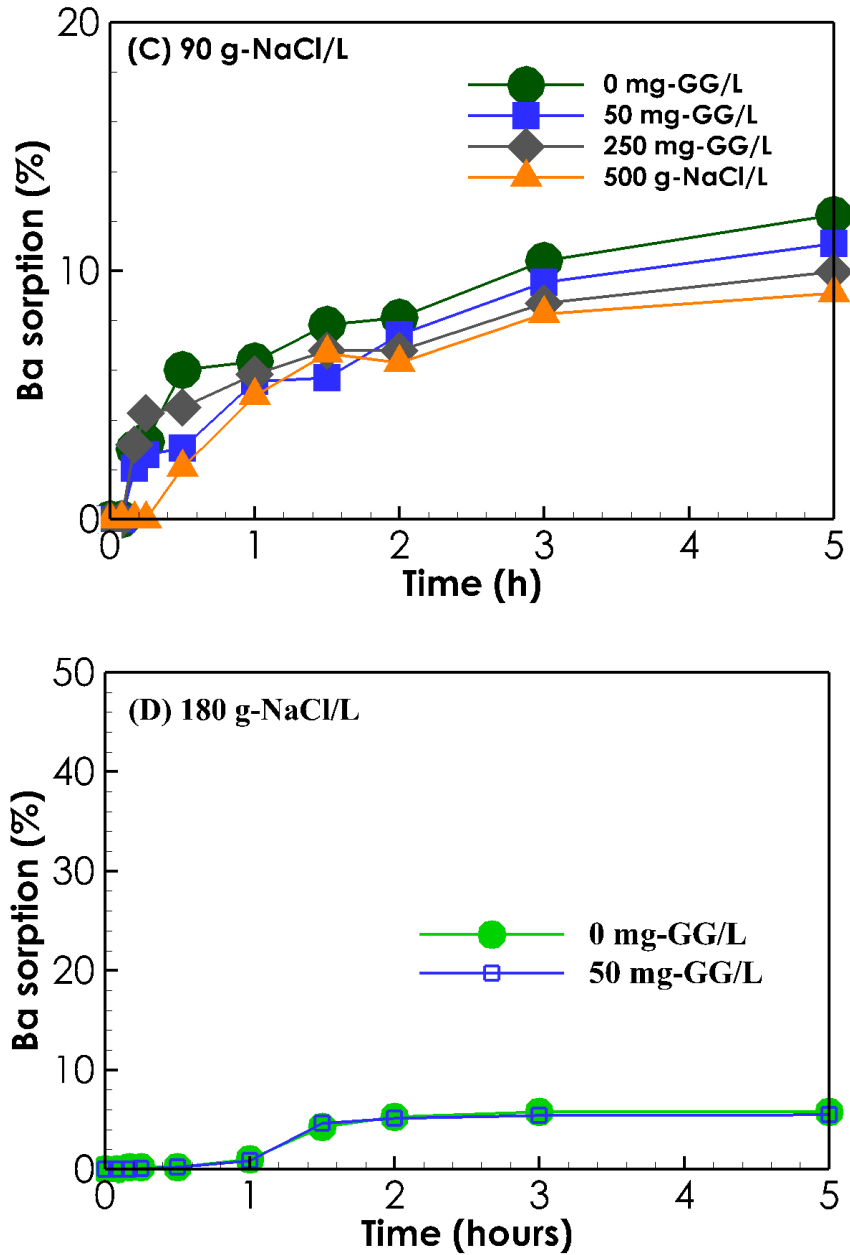 20
(C) 90 g-NaCl/L
0 mg-GG/L
50 mg-GG/L
250 mg-GG/L
500 g-NaCl/L
Ba sorption (%)
10
0
0 1 2 3 4 5
Time (h)
50
(D) 180 g-NaCl/L
40
Ba sorption (%)
30
0 mg-GG/L
50 mg-GG/L
20
10
0
0 1 2 3 4 5
Time (hours)